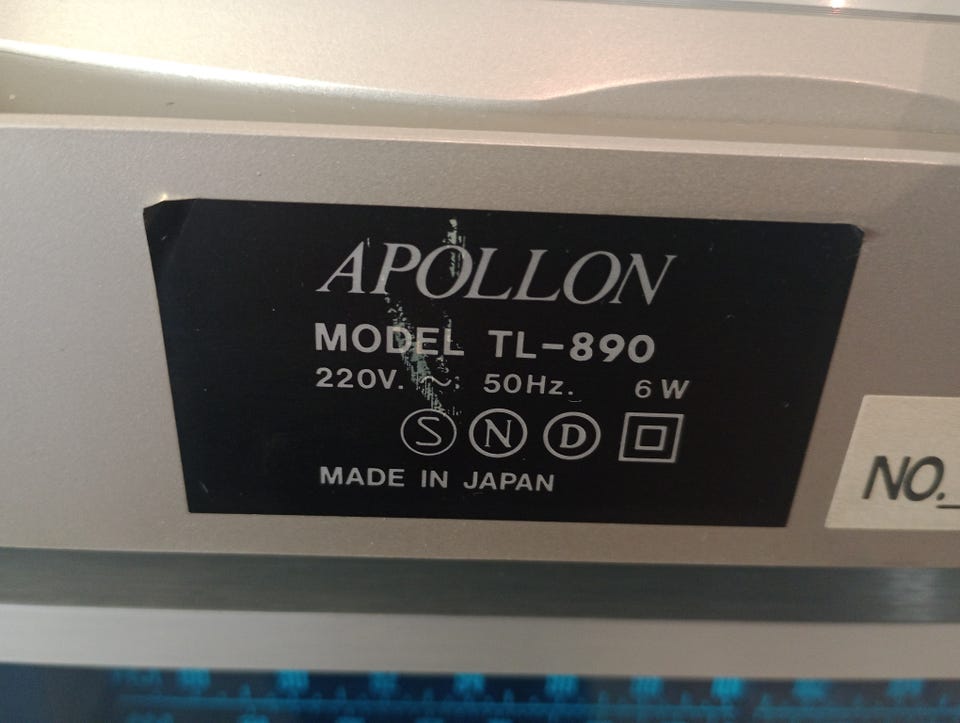 APOLLON
MODEL TL-890
220V. ~: 50Hz. 6W
S N D
MADE IN JAPAN
NO.